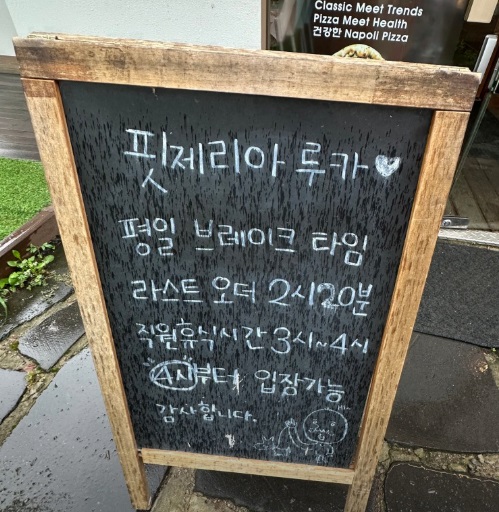 Classic Meet Trends
Pizza Meet Health
건강한 Napoli Pizza
핏제리아 루카♥
평일 브레이크 타임
라스트 오더 2시20분
직원휴식시간 3시~4시
4시부터 입장가능
감사합니다.